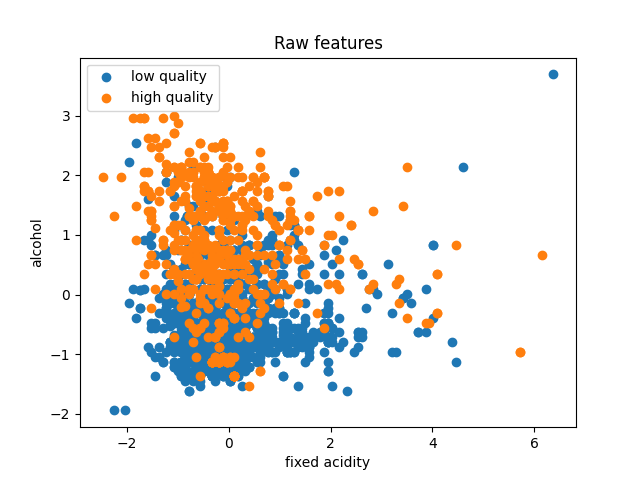 Raw features
low quality
high quality
3
2
1
0
−1
−2
alcohol
−2
0
2
4
6
fixed acidity